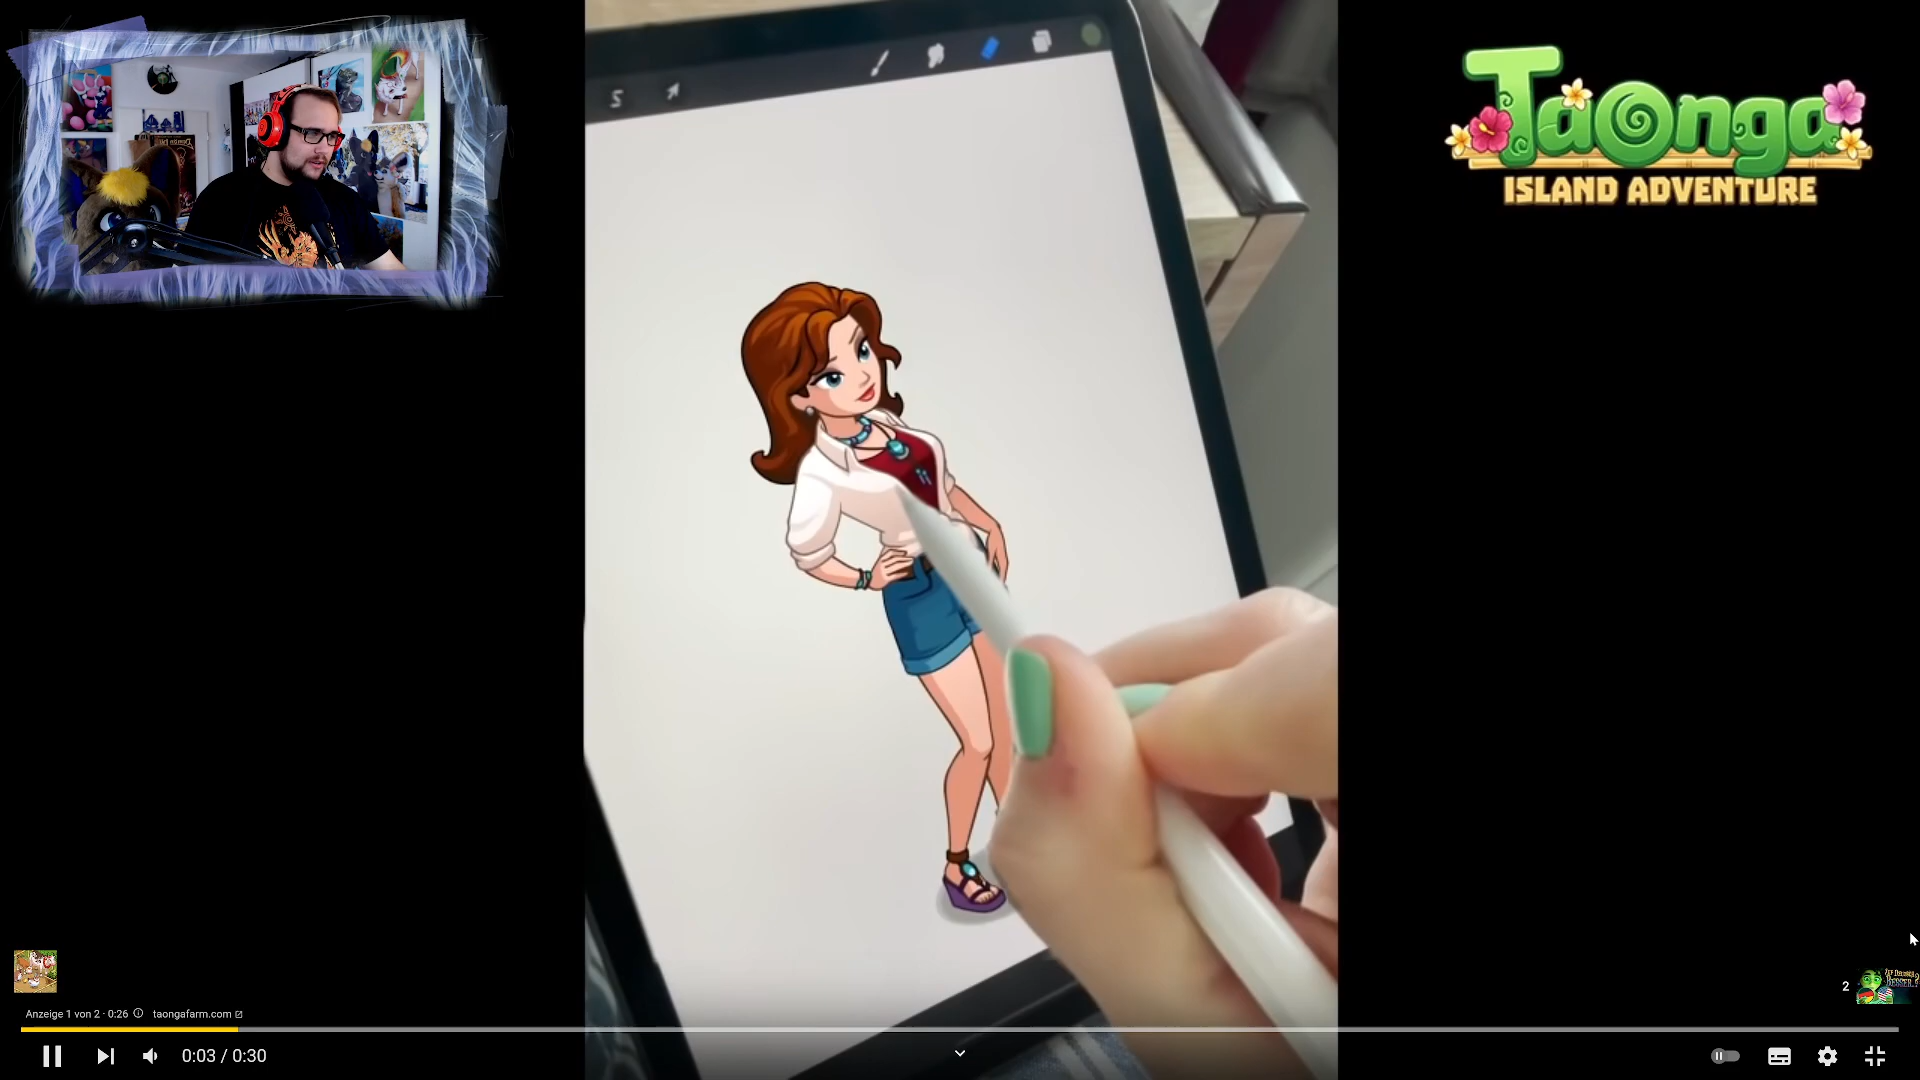 Taonga
ISLAND ADVENTURE
S
2
Anzeige 1 von 2 · 0:26
taongafarm.com
0:03 / 0:30